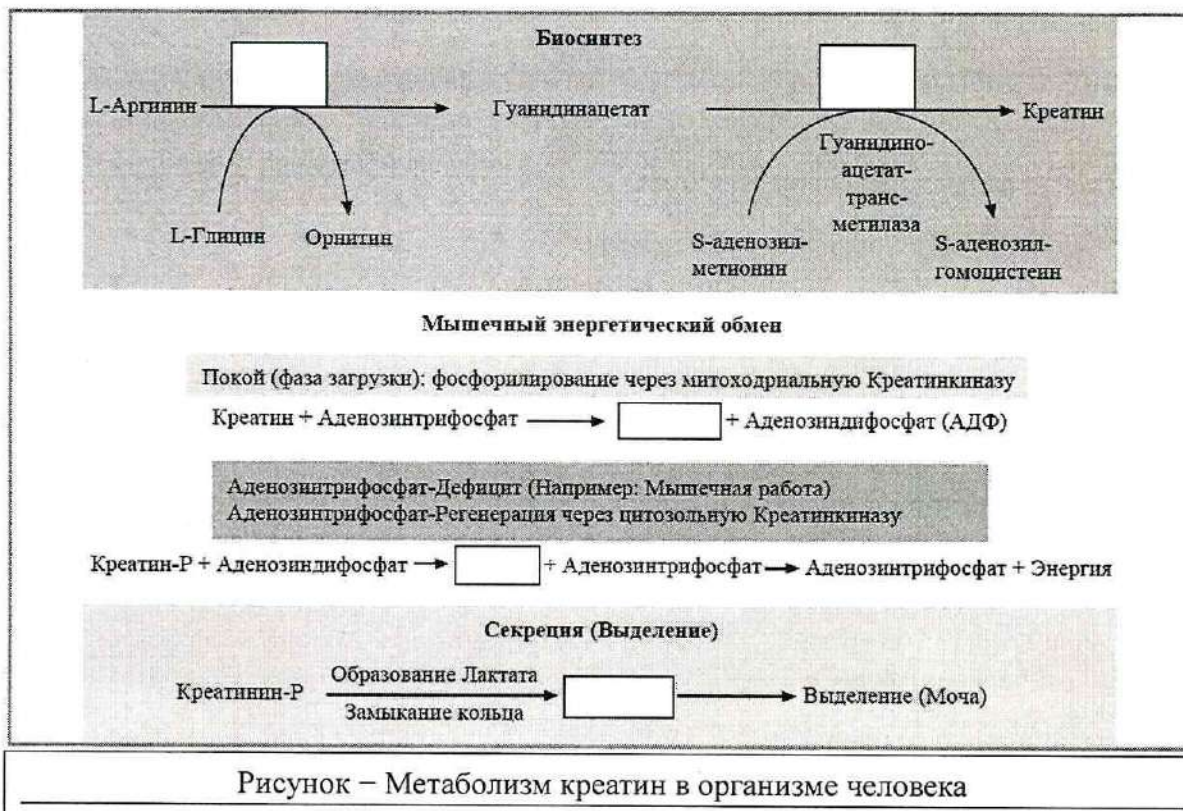 Биосинтез
L-Аргинин
Гуанидинацетат
Креатин
Гуанидино-
ацетат-
транс-
метилаза
L-Глицин
Орнитин
S-аденозил-
метионин
S-аденозил-
гомоцистеин
Мышечный энергетический обмен
Покой (фаза загрузки): фосфорилирование через митоходриальную Креатинкиназу
Креатин + Аденозинтрифосфат + Аденозиндифосфат (АДФ)
Аденозинтрифосфат-Дефицит (Например: Мышечная работа)
Аденозинтрифосфат-Регенерация через цитозольную Креатинкиназу
Креатин-P + Аденозиндифосфат + Аденозинтрифосфат Аденозинтрифосфат + Энергия
Секреция (Выделение)
Образование Лактата
Креатинин-P Выделение (Моча)
Замыкание кольца
Рисунок – Метаболизм креатин в организме человека